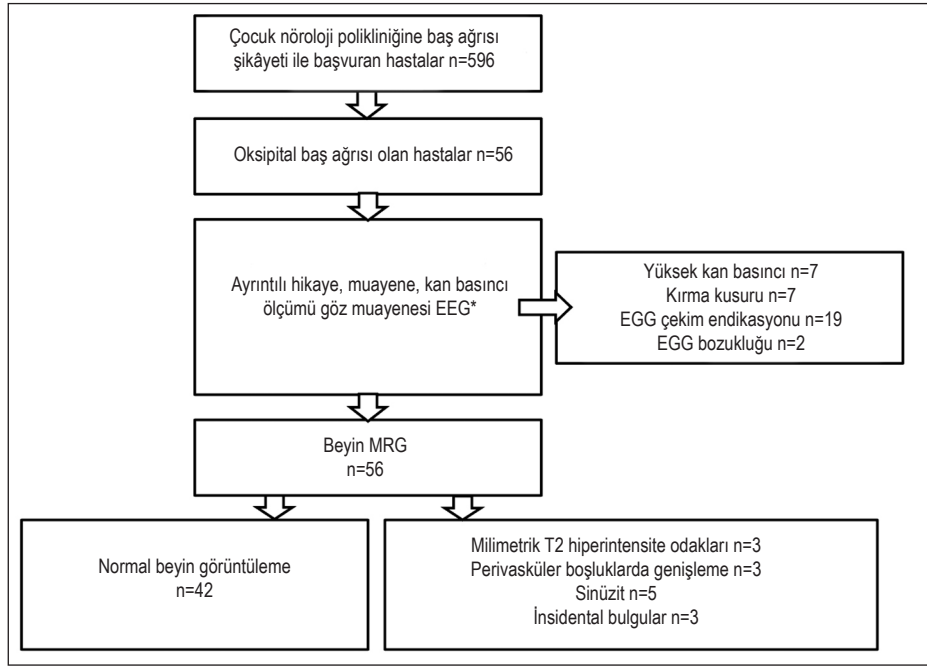 Çocuk nöroloji polikliniğine baş ağrısı
şikâyeti ile başvuran hastalar n=596
Oksipital baş ağrısı olan hastalar n=56
Ayrıntılı hikaye, muayene, kan basıncı
ölçümü göz muayenesi EEG*
Yüksek kan basıncı n=7
Kırma kusuru n=7
EGG çekim endikasyonu n=19
EGG bozukluğu n=2
Beyin MRG
n=56
Normal beyin görüntüleme
n=42
Milimetrik T2 hiperintensite odakları n=3
Perivasküler boşluklarda genişleme n=3
Sinüzit n=5
İnsidental bulgular n=3